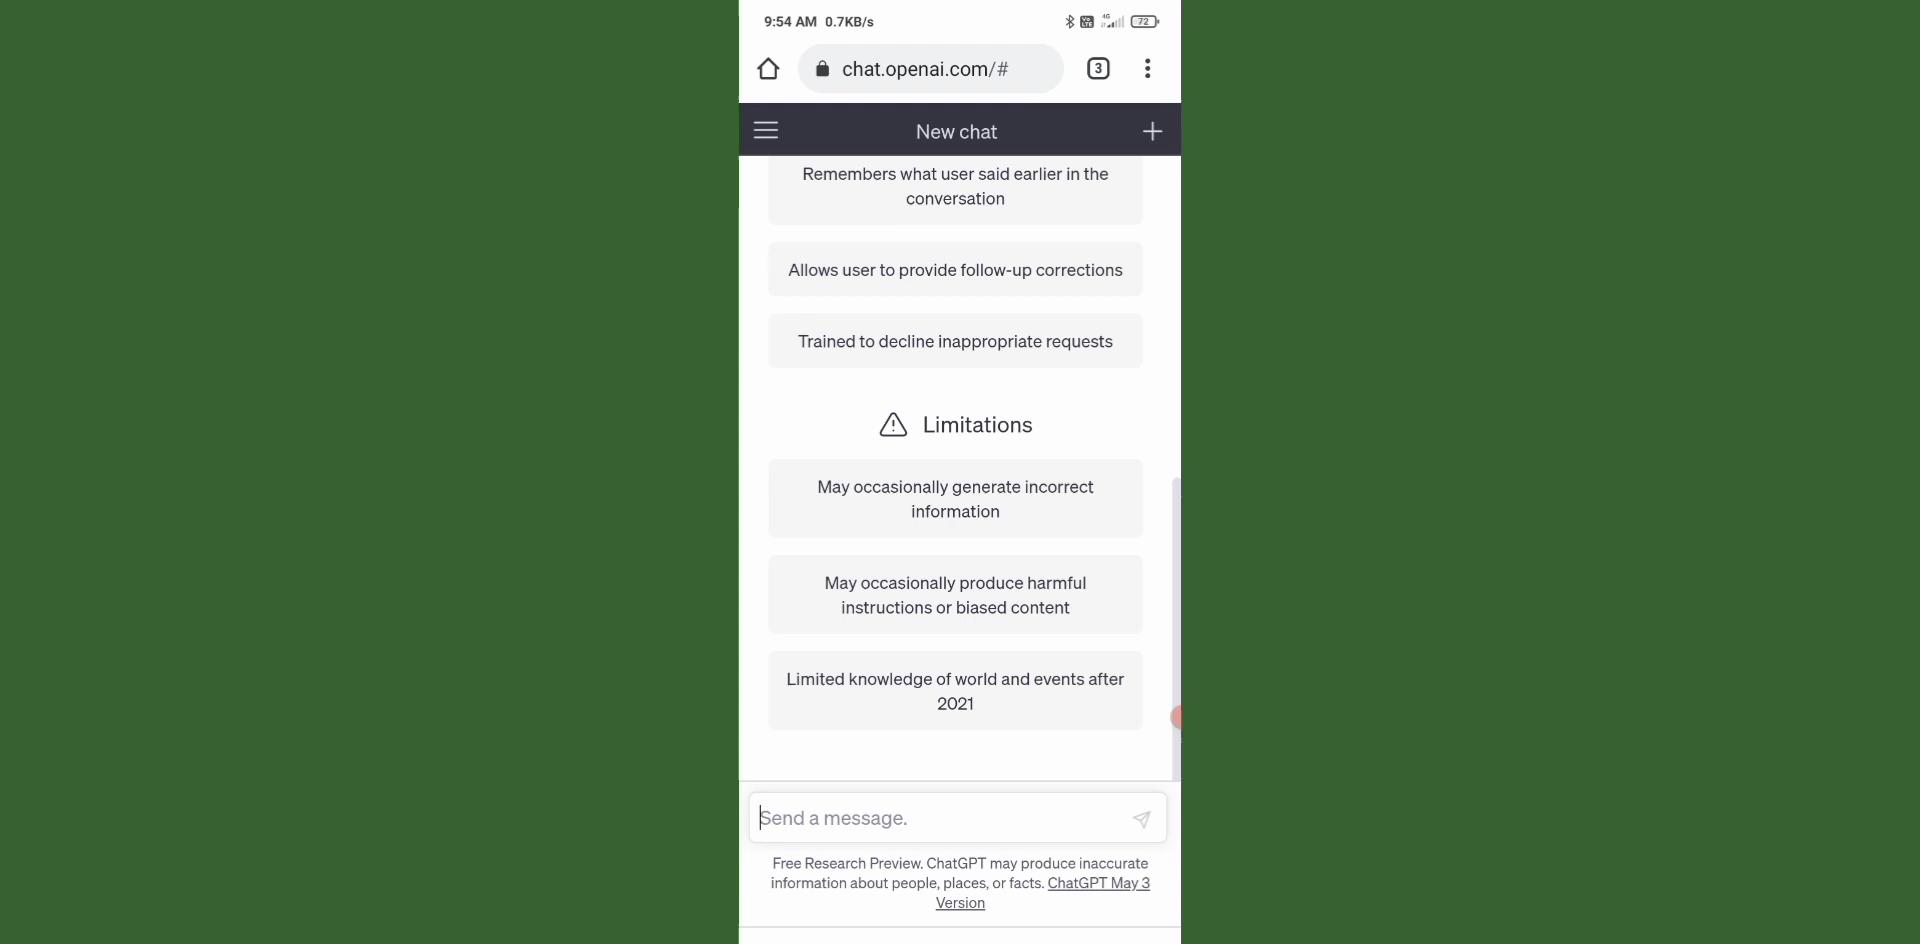 9:54 AM 0.7KB/s 4G 72
chat.openai.com/# 3
New chat
Remembers what user said earlier in the
conversation
Allows user to provide follow-up corrections
Trained to decline inappropriate requests
Limitations
May occasionally generate incorrect
information
May occasionally produce harmful
instructions or biased content
Limited knowledge of world and events after
2021
Send a message.
Free Research Preview. ChatGPT may produce inaccurate
information about people, places, or facts. ChatGPT May 3
Version